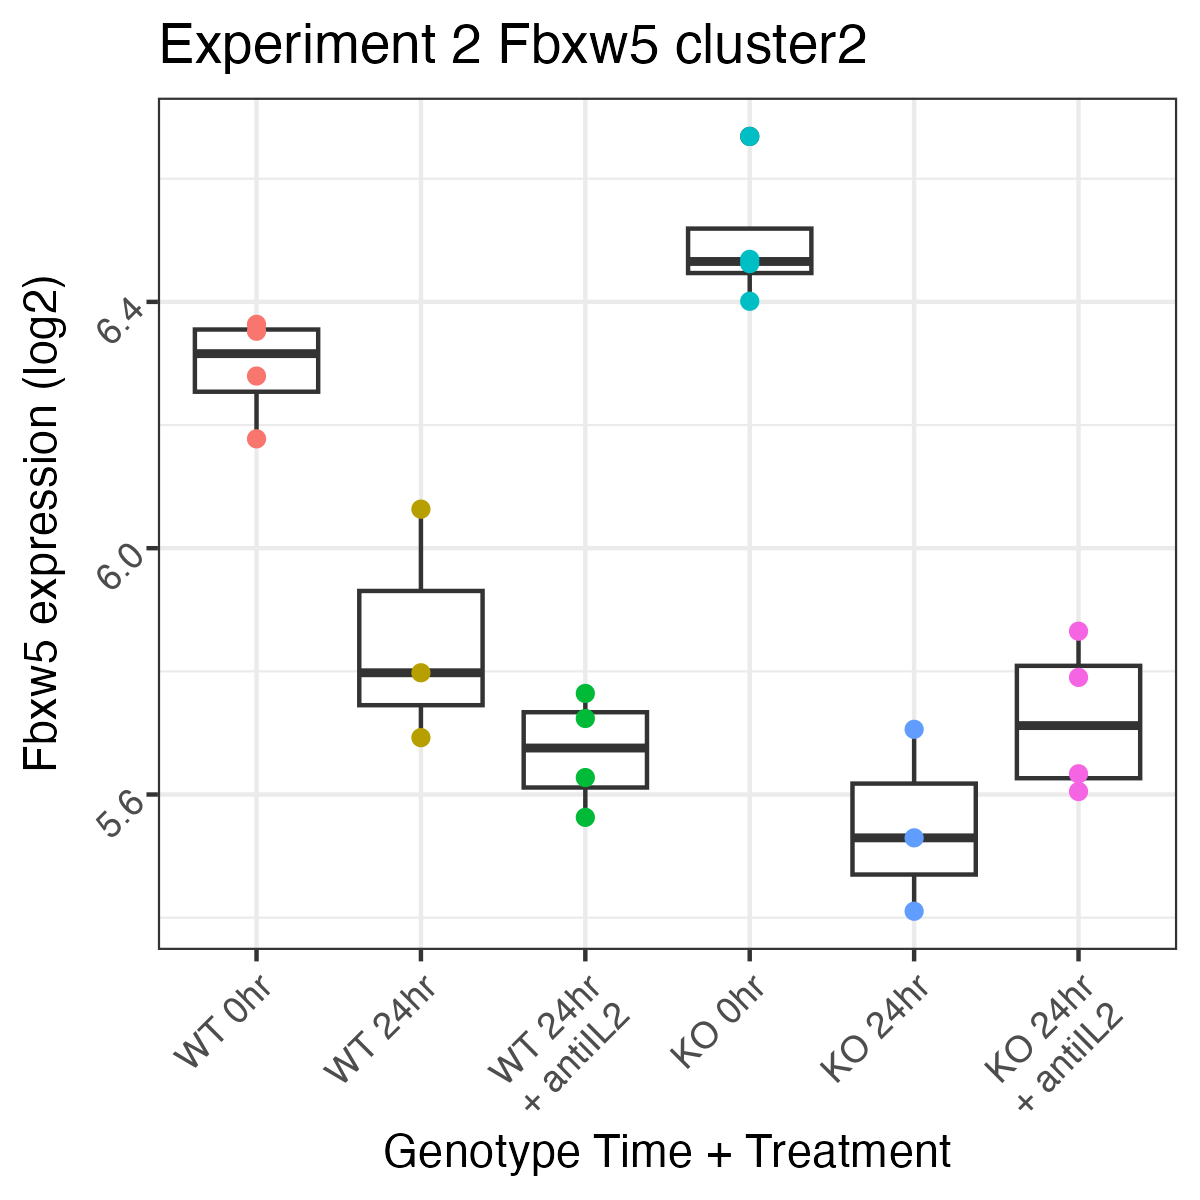 Experiment 2 Fbxw5 cluster2
Fbxw5 expression (log2)
6.4
6.0
5.6
WT 0hr
WT 24hr
WT 24hr
+ antiIL2
KO 0hr
KO 24hr
KO 24hr
+ antiIL2
Genotype Time + Treatment